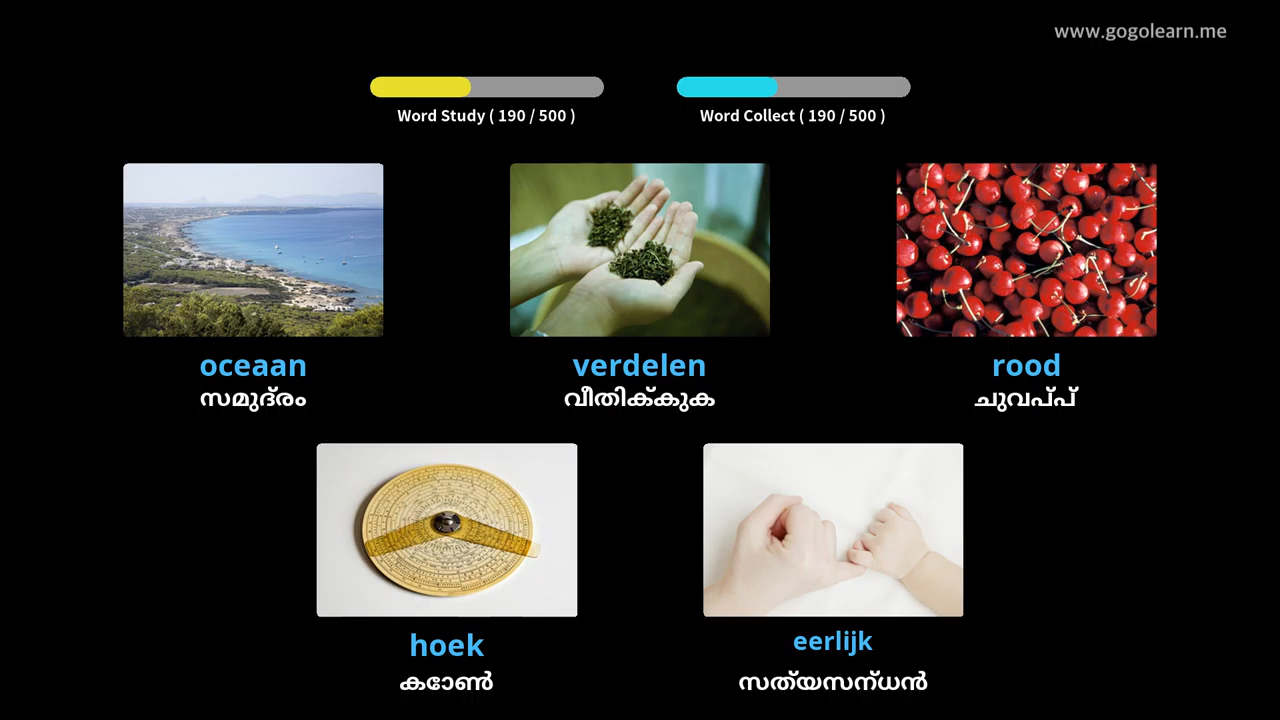 www.gogolearn.me
Word Study ( 190 / 500 )
Word Collect ( 190 / 500 )
oceaan
സമുദ്രം
verdelen
വീതിക്കുക
rood
ചുവപ്പ്
hoek
കോൺ
eerlijk
സത്യസന്ധൻ